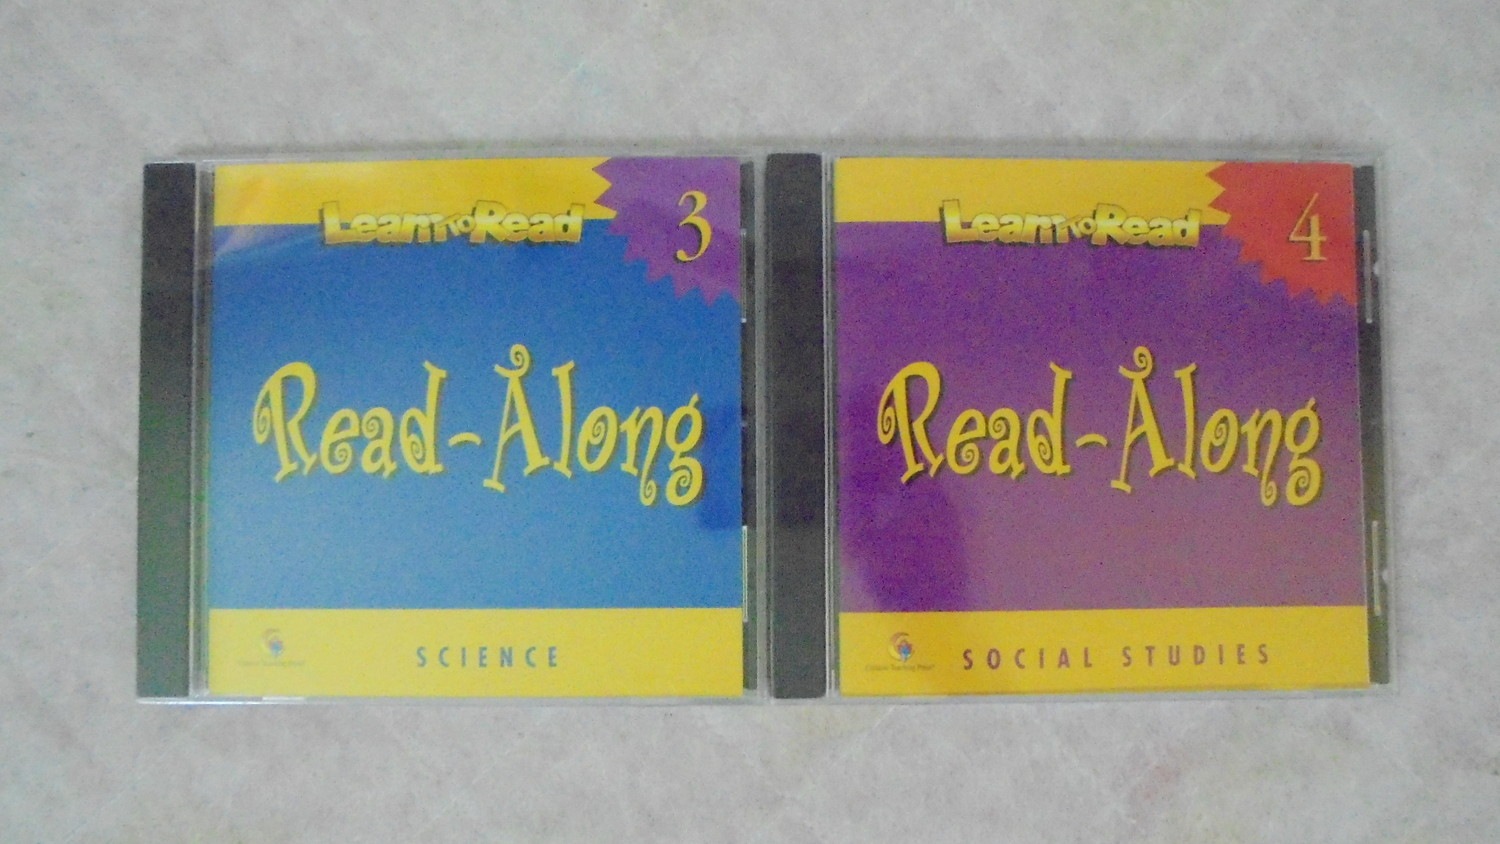 Learn to Read
3
Read-Along
SCIENCE
Learn to Read
4
Read-Along
SOCIAL STUDIES